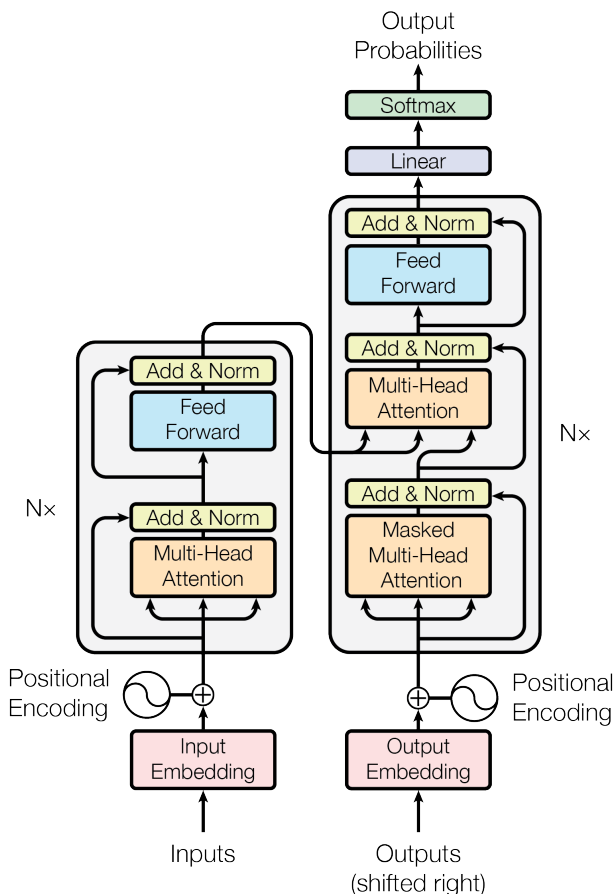 Output
Probabilities
Softmax
Linear
Add & Norm
Feed
Forward
Add & Norm
Multi-Head
Attention
Add & Norm
Masked
Multi-Head
Attention
N×
Add & Norm
Feed
Forward
Add & Norm
Multi-Head
Attention
N×
Positional
Encoding
Positional
Encoding
Input
Embedding
Output
Embedding
Inputs
Outputs
(shifted right)